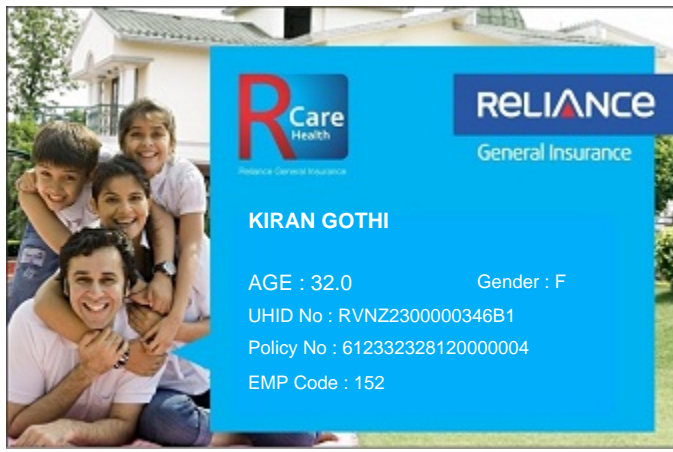 R Care
Health
Reliance General Insurance
RELIANCE
General Insurance
KIRAN GOTHI
AGE : 32.0 Gender : F
UHID No : RVNZ2300000346B1
Policy No : 612332328120000004
EMP Code : 152